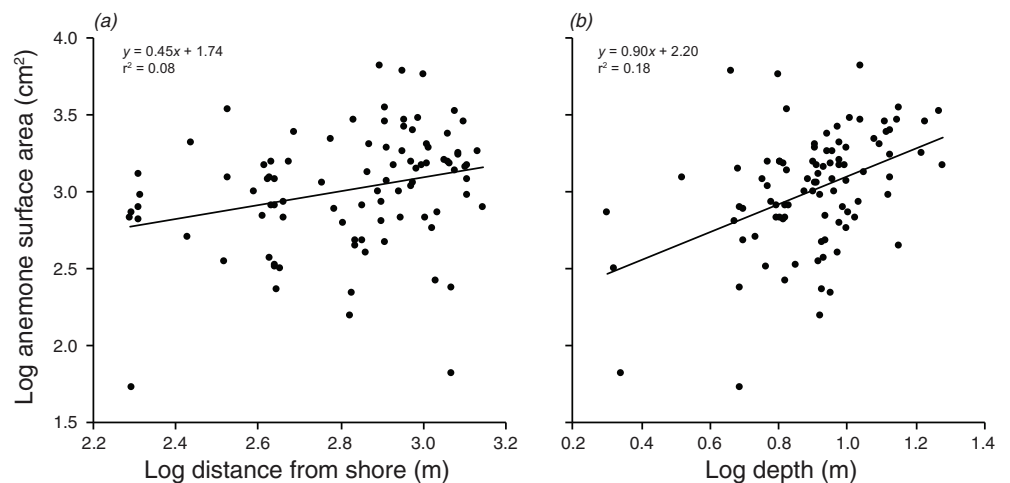 (a)
y = 0.45x + 1.74
r² = 0.08
Log anemone surface area (cm²)
4.0
3.5
3.0
2.5
2.0
1.5
2.2 2.4 2.6 2.8 3.0 3.2
Log distance from shore (m)
(b)
y = 0.90x + 2.20
r² = 0.18
0.2 0.4 0.6 0.8 1.0 1.2 1.4
Log depth (m)